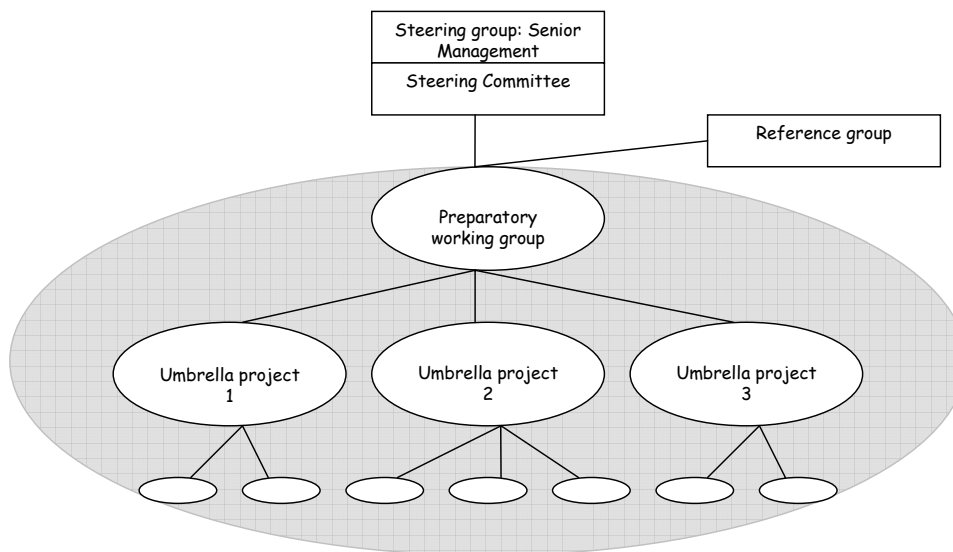 Steering group: Senior
Management
Steering Committee
Reference group
Preparatory
working group
Umbrella project
1
Umbrella project
2
Umbrella project
3